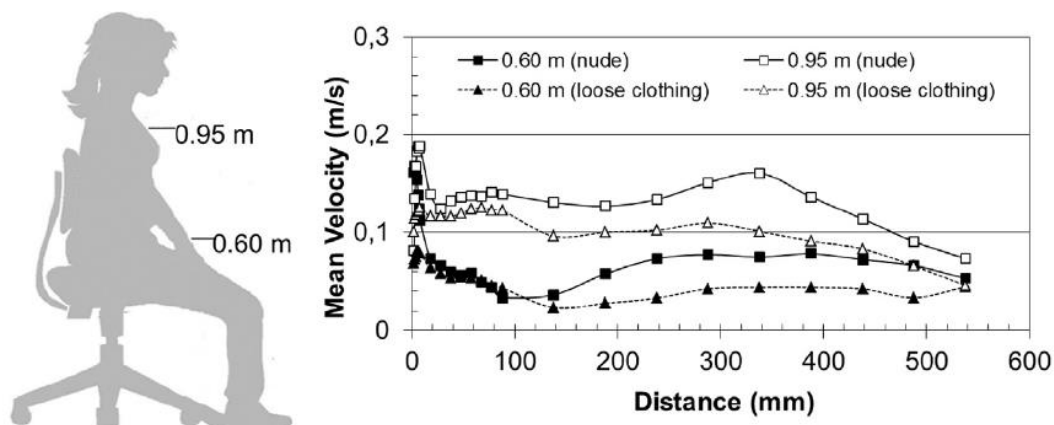 0.95 m
0.60 m
Mean Velocity (m/s)
0,3
0,2
0,1
0
0.60 m (nude)
0.95 m (nude)
0.60 m (loose clothing)
0.95 m (loose clothing)
0 100 200 300 400 500 600
Distance (mm)